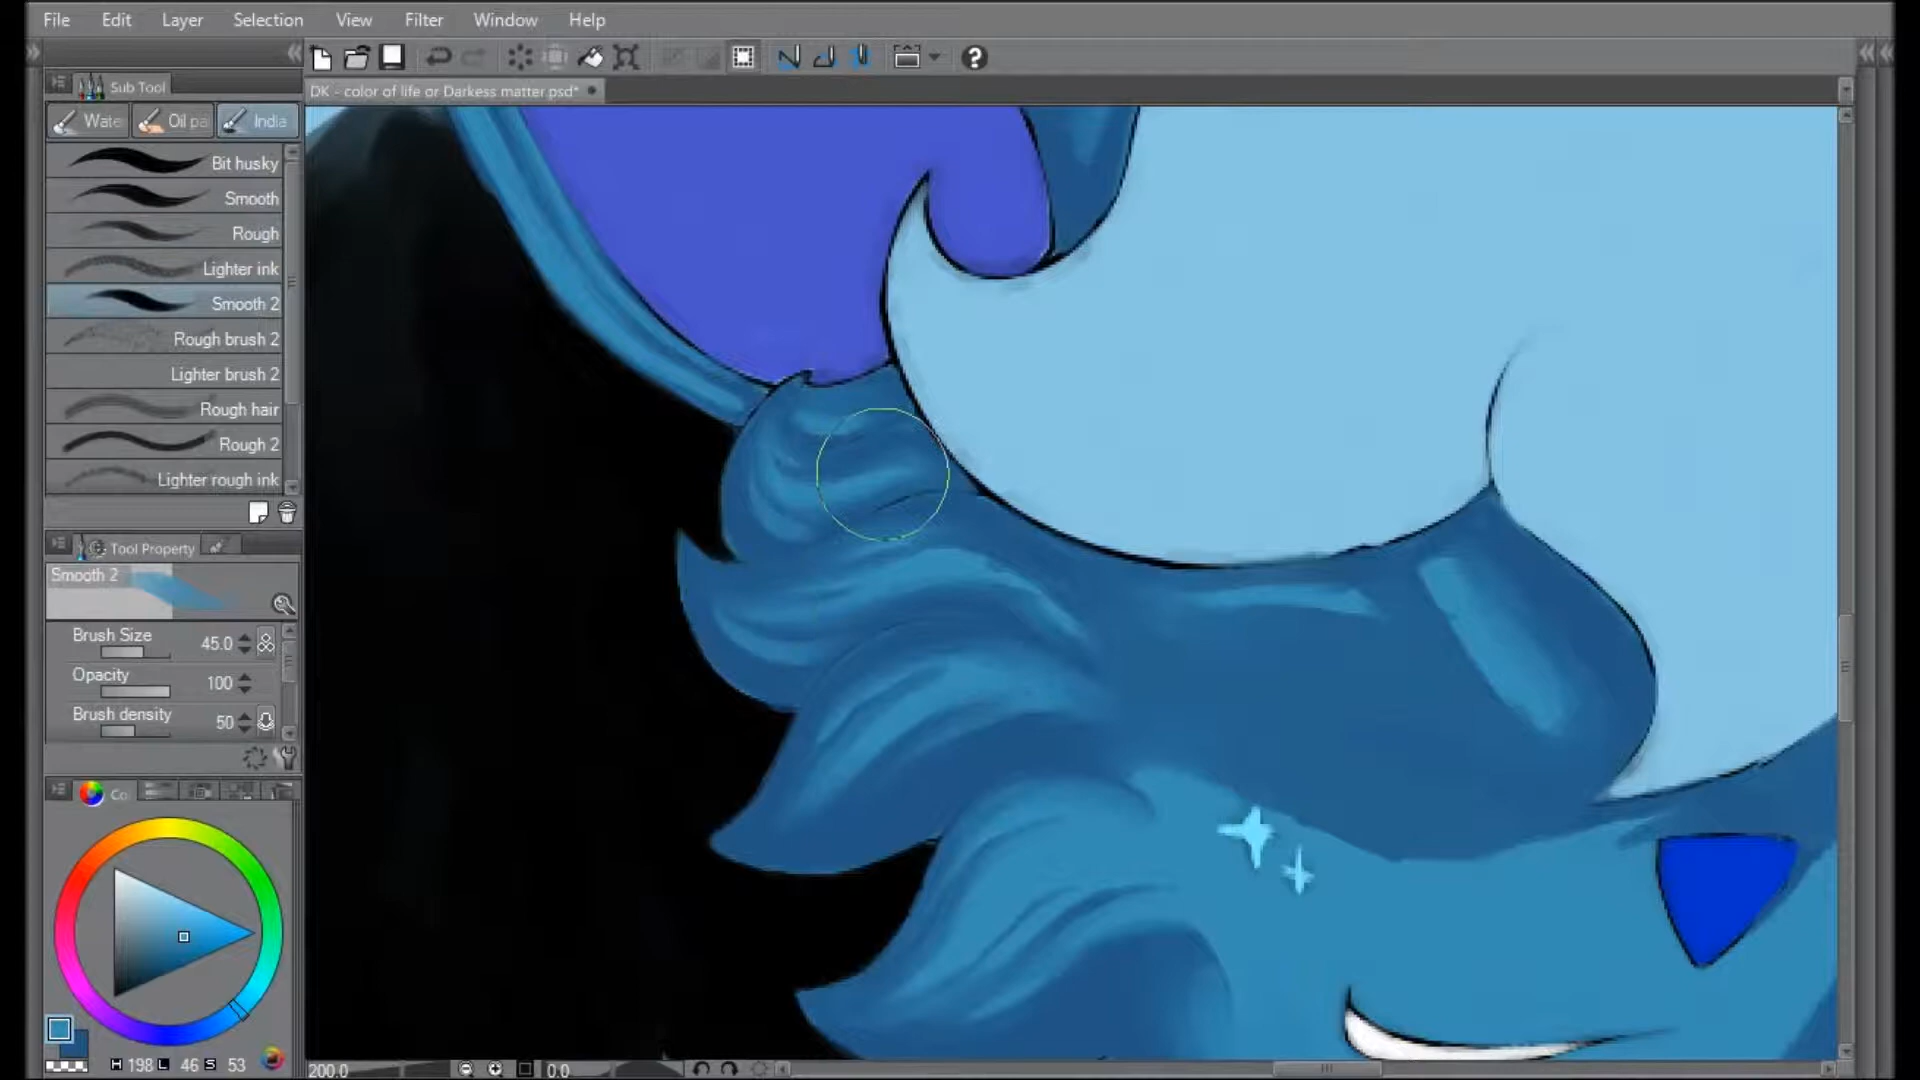 File Edit Layer Selection View Filter Window Help
Sub Tool
DK - color of life or Darkess matter.psd*
Wate Oil pa India
Bit husky
Smooth
Rough
Lighter ink
Smooth 2
Rough brush 2
Lighter brush 2
Rough hair
Rough 2
Lighter rough ink
Tool Property
Smooth 2
Brush Size 45.0
Opacity 100
Brush density 50
Co
H 198 L 46 S 53
200.0 0.0